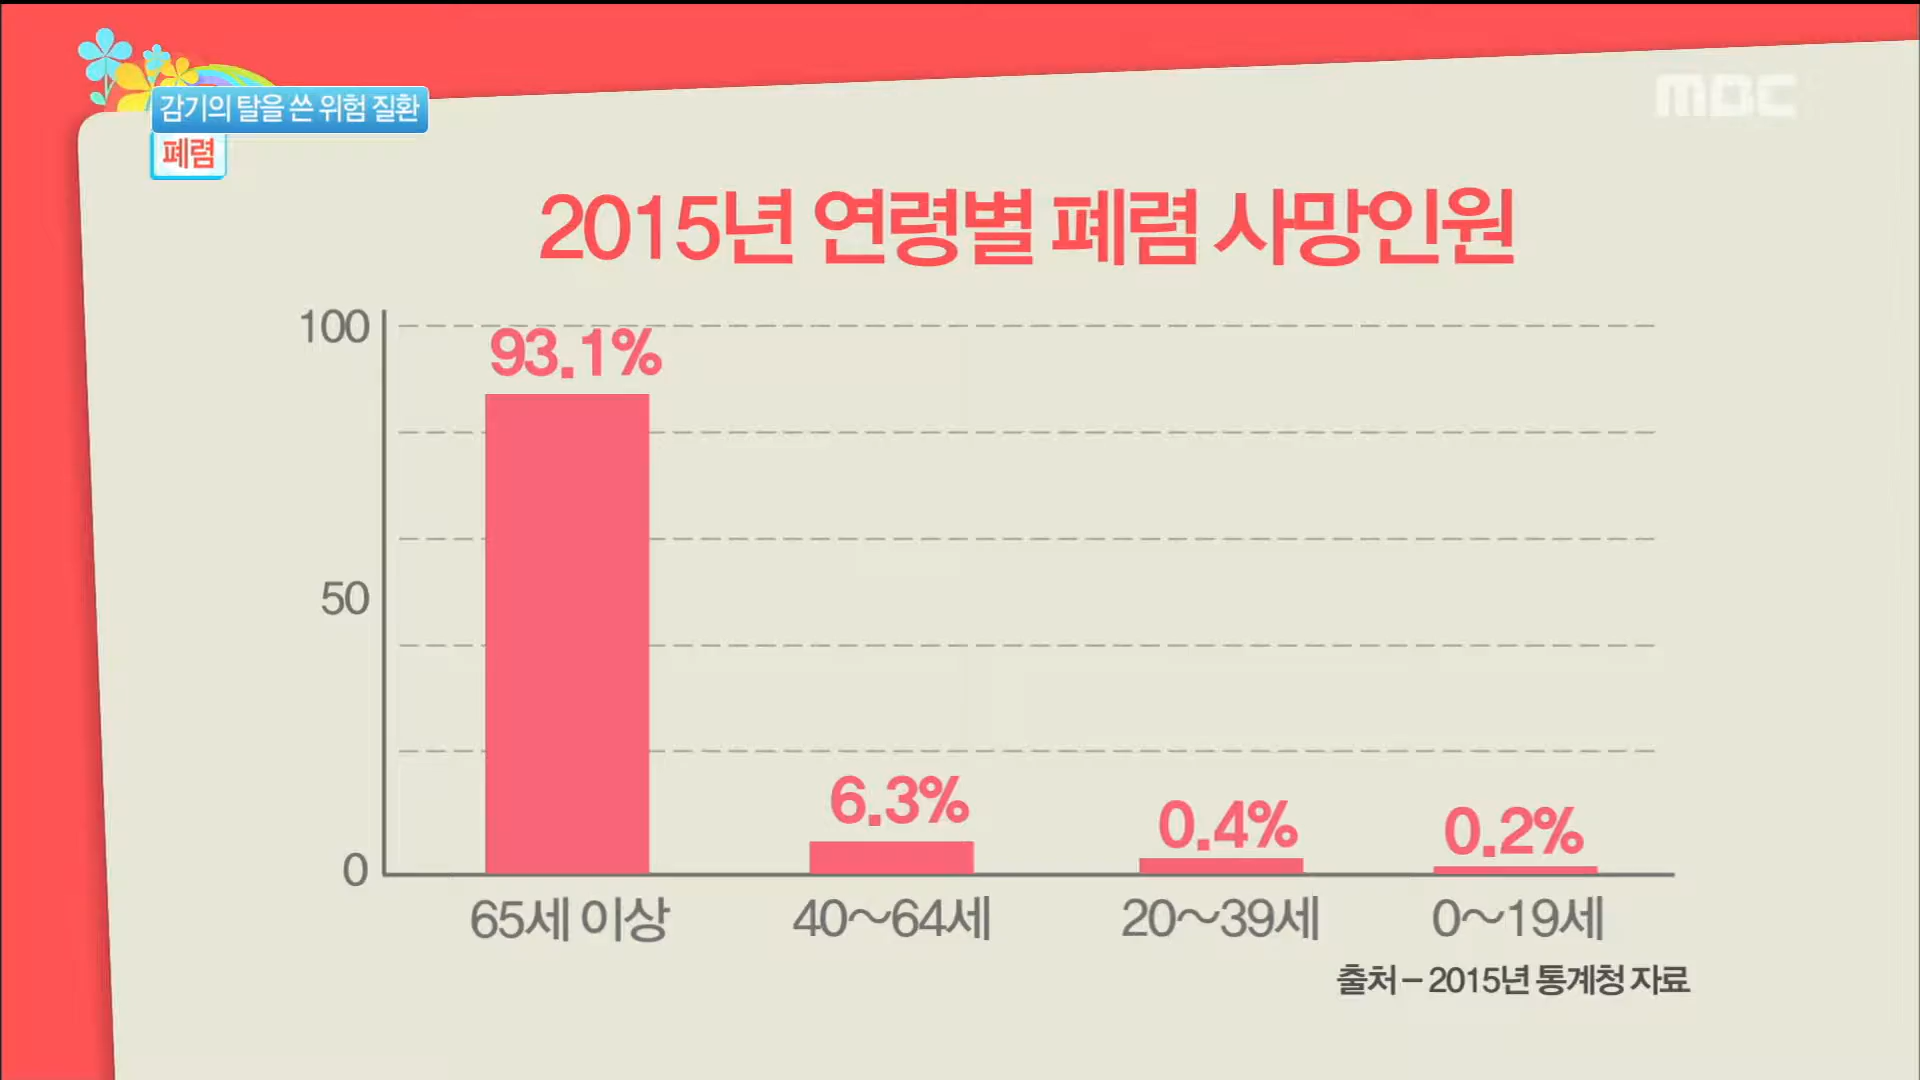 감기의 탈을 쓴 위험 질환
폐렴
MBC
2015년 연령별 폐렴 사망인원
100
50
0
93.1%
6.3%
0.4%
0.2%
65세 이상
40~64세
20~39세
0~19세
출처 – 2015년 통계청 자료